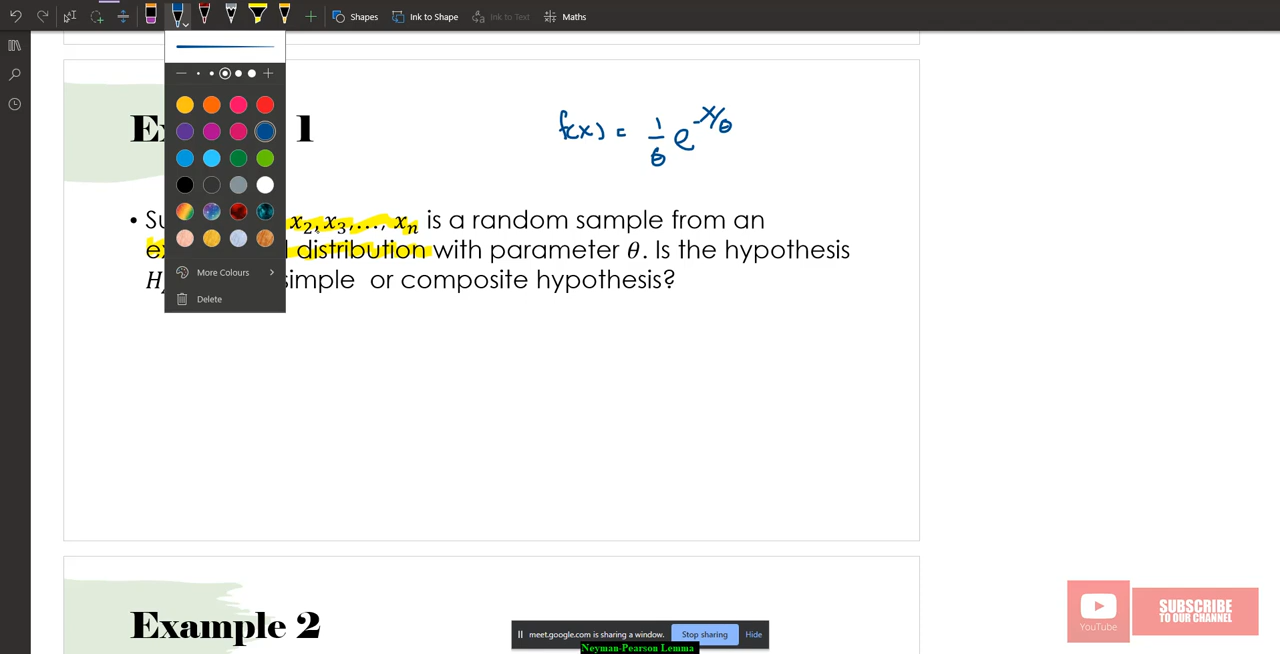 Shapes Ink to Shape Ink to Text Maths
1
f(x) = 1/θ e^{-x/θ}
• x₂, x₃, …, xₙ is a random sample from an
distribution with parameter θ. Is the hypothesis
simple or composite hypothesis?
More Colours
Delete
Example 2
meet.google.com is sharing a window. Stop sharing Hide
Neyman-Pearson Lemma
YouTube
SUBSCRIBE
TO OUR CHANNEL